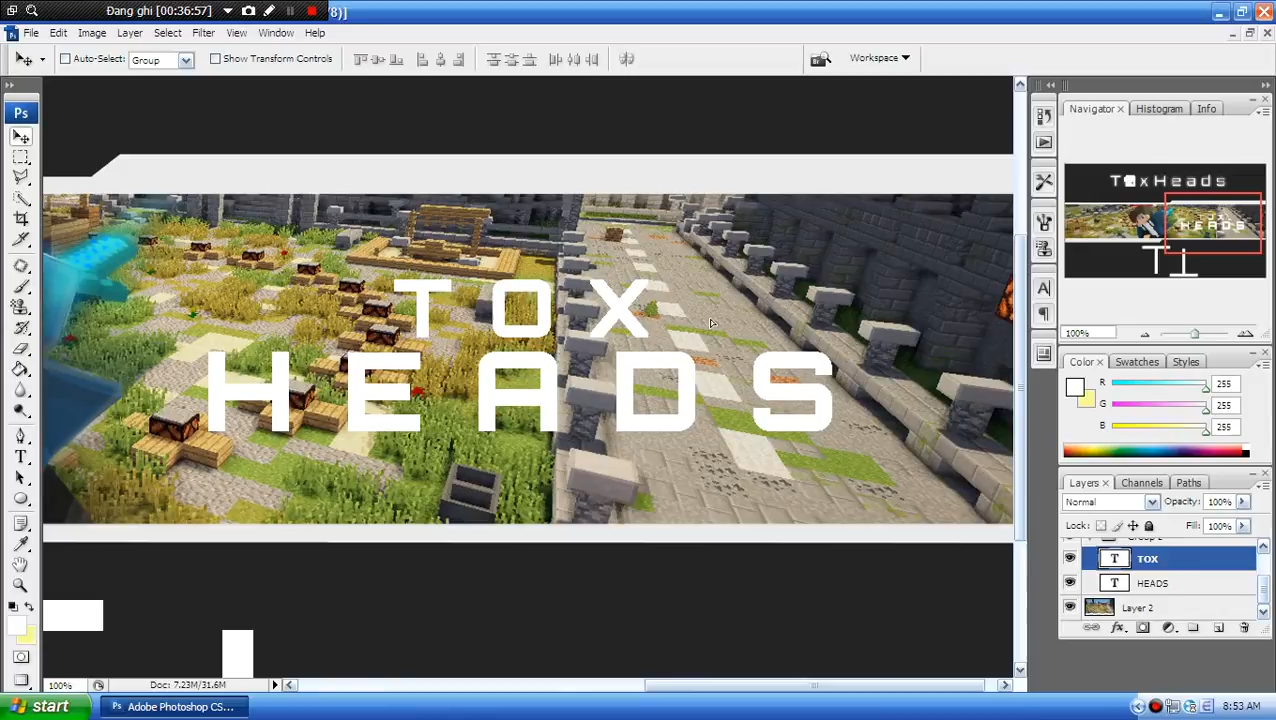 Đang ghi [00:36:57]
/8)]
File Edit Image Layer Select Filter View Window Help
Auto-Select: Group Show Transform Controls Workspace
Ps
Navigator Histogram Info
ToxHeads
HEADS
T
100%
TOX
HEADS
Color Swatches Styles
R 255
G 255
B 255
Layers Channels Paths
Normal Opacity: 100%
Lock: Fill: 100%
T TOX
T HEADS
Layer 2
100% Doc: 7.23M/31.6M
start Ps Adobe Photoshop CS... 8:53 AM